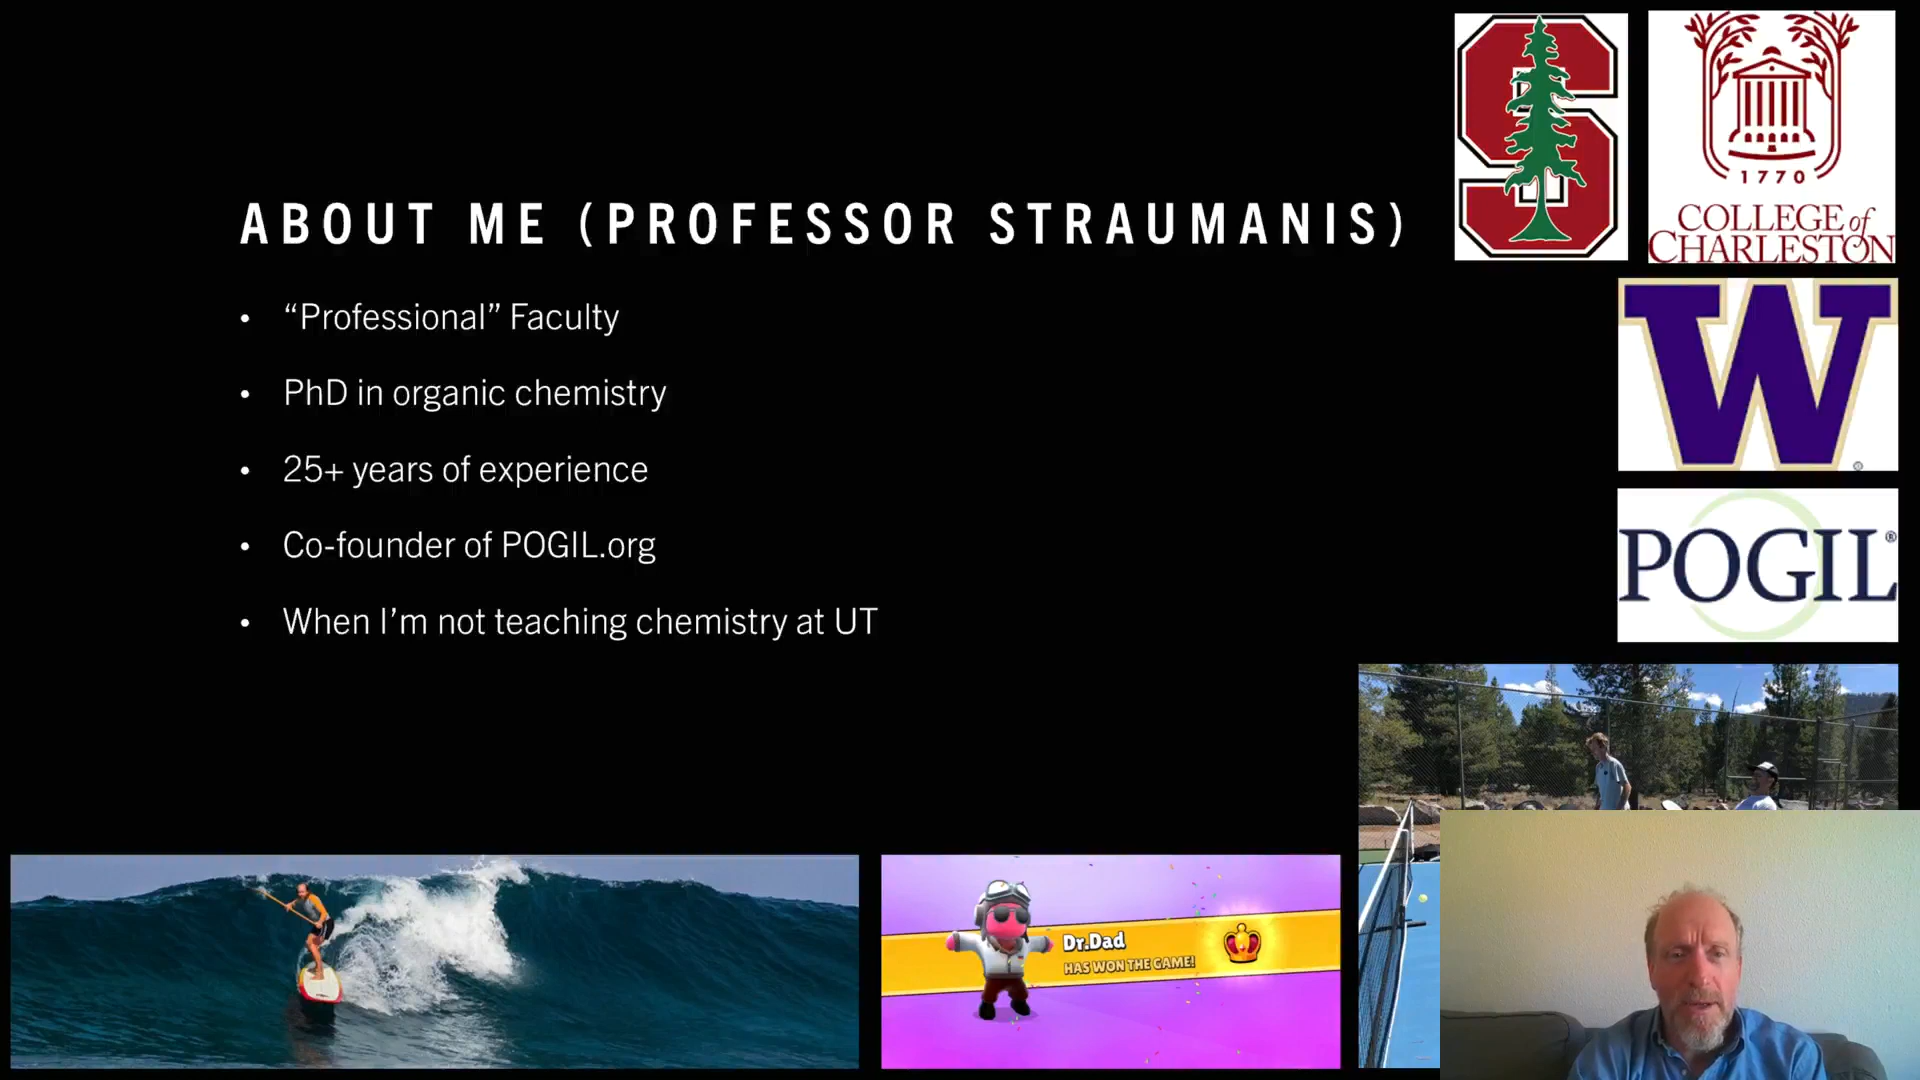 ABOUT ME (PROFESSOR STRAUMANIS)
• “Professional” Faculty
• PhD in organic chemistry
• 25+ years of experience
• Co-founder of POGIL.org
• When I’m not teaching chemistry at UT
S
1770
COLLEGE of
CHARLESTON
W
®
POGIL®
Dr.Dad
HAS WON THE GAME!